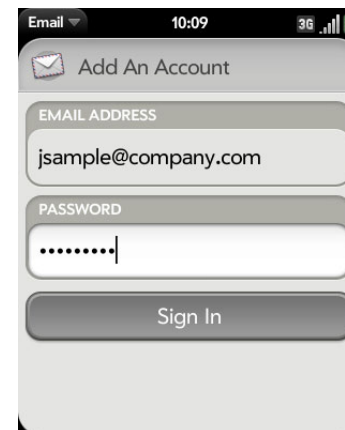 Email
10:09
3G
Add An Account
EMAIL ADDRESS
jsample@company.com
PASSWORD
•••••••••
Sign In